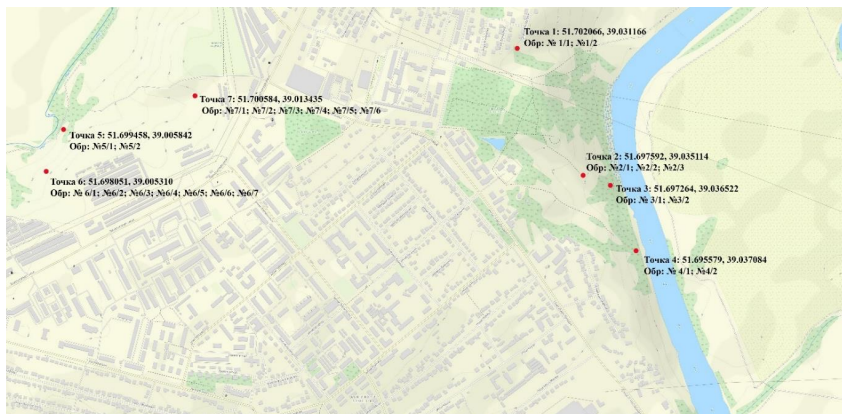 Точка 1: 51.702066, 39.031166
Обр: № 1/1; №1/2
Точка 7: 51.700584, 39.013435
Обр: №7/1; №7/2; №7/3; №7/4; №7/5; №7/6
Точка 5: 51.699458, 39.005842
Обр: №5/1; №5/2
Точка 2: 51.697592, 39.035114
Обр: №2/1; №2/2; №2/3
Точка 6: 51.698051, 39.005310
Обр: № 6/1; №6/2; №6/3; №6/4; №6/5; №6/6; №6/7
Точка 3: 51.697264, 39.036522
Обр: № 3/1; №3/2
Точка 4: 51.695579, 39.037084
Обр: № 4/1; №4/2